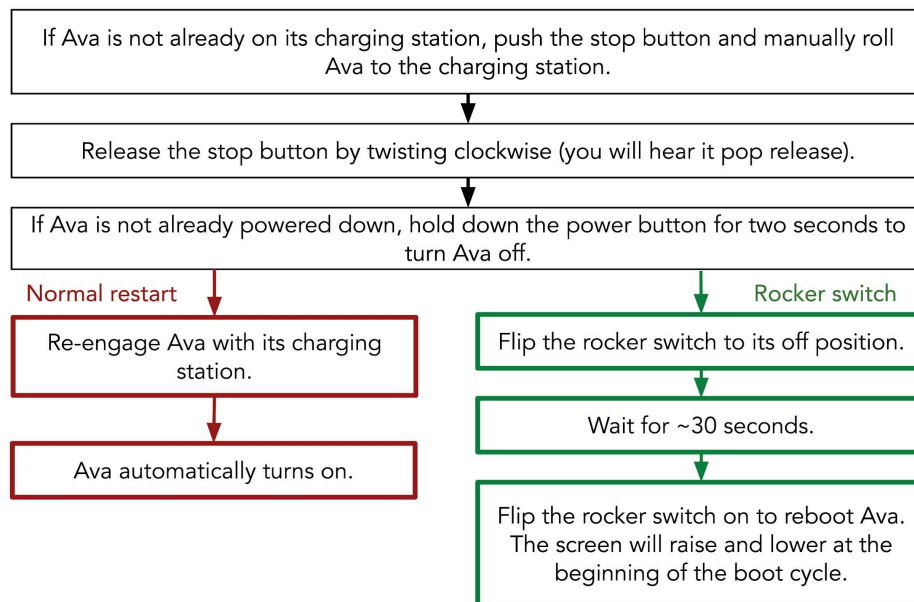 If Ava is not already on its charging station, push the stop button and manually roll
Ava to the charging station.
Release the stop button by twisting clockwise (you will hear it pop release).
If Ava is not already powered down, hold down the power button for two seconds to
turn Ava off.
Normal restart
Re-engage Ava with its charging
station.
Ava automatically turns on.
Rocker switch
Flip the rocker switch to its off position.
Wait for ~30 seconds.
Flip the rocker switch on to reboot Ava.
The screen will raise and lower at the
beginning of the boot cycle.